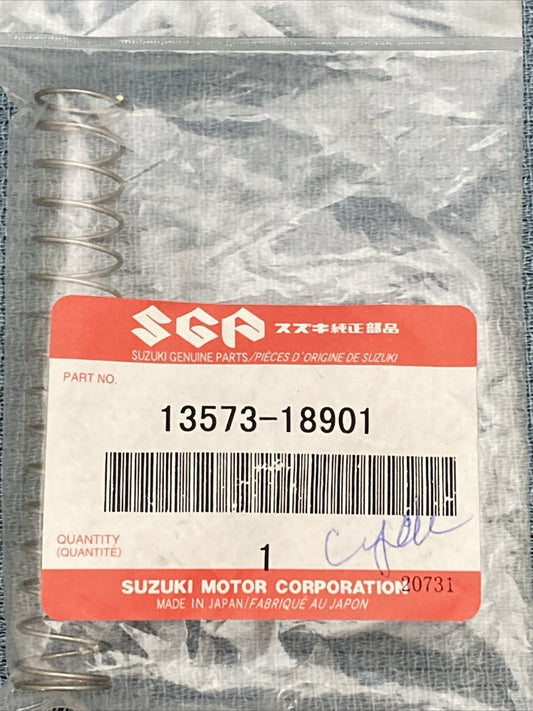 SGP スズキ純正部品
SUZUKI GENUINE PARTS/PIÈCES D'ORIGINE DE SUZUKI
PART NO.
13573-18901
QUANTITY
(QUANTITÉ)
1
SUZUKI MOTOR CORPORATION 20731
MADE IN JAPAN/FABRIQUÉ AU JAPON